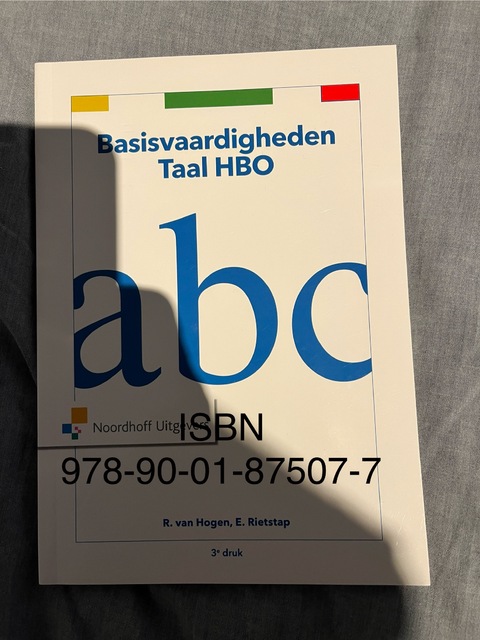 Basisvaardigheden
Taal HBO
abc
Noordhoff Uitgevers
ISBN
978-90-01-87507-7
R. van Hogen, E. Rietstap
3e druk